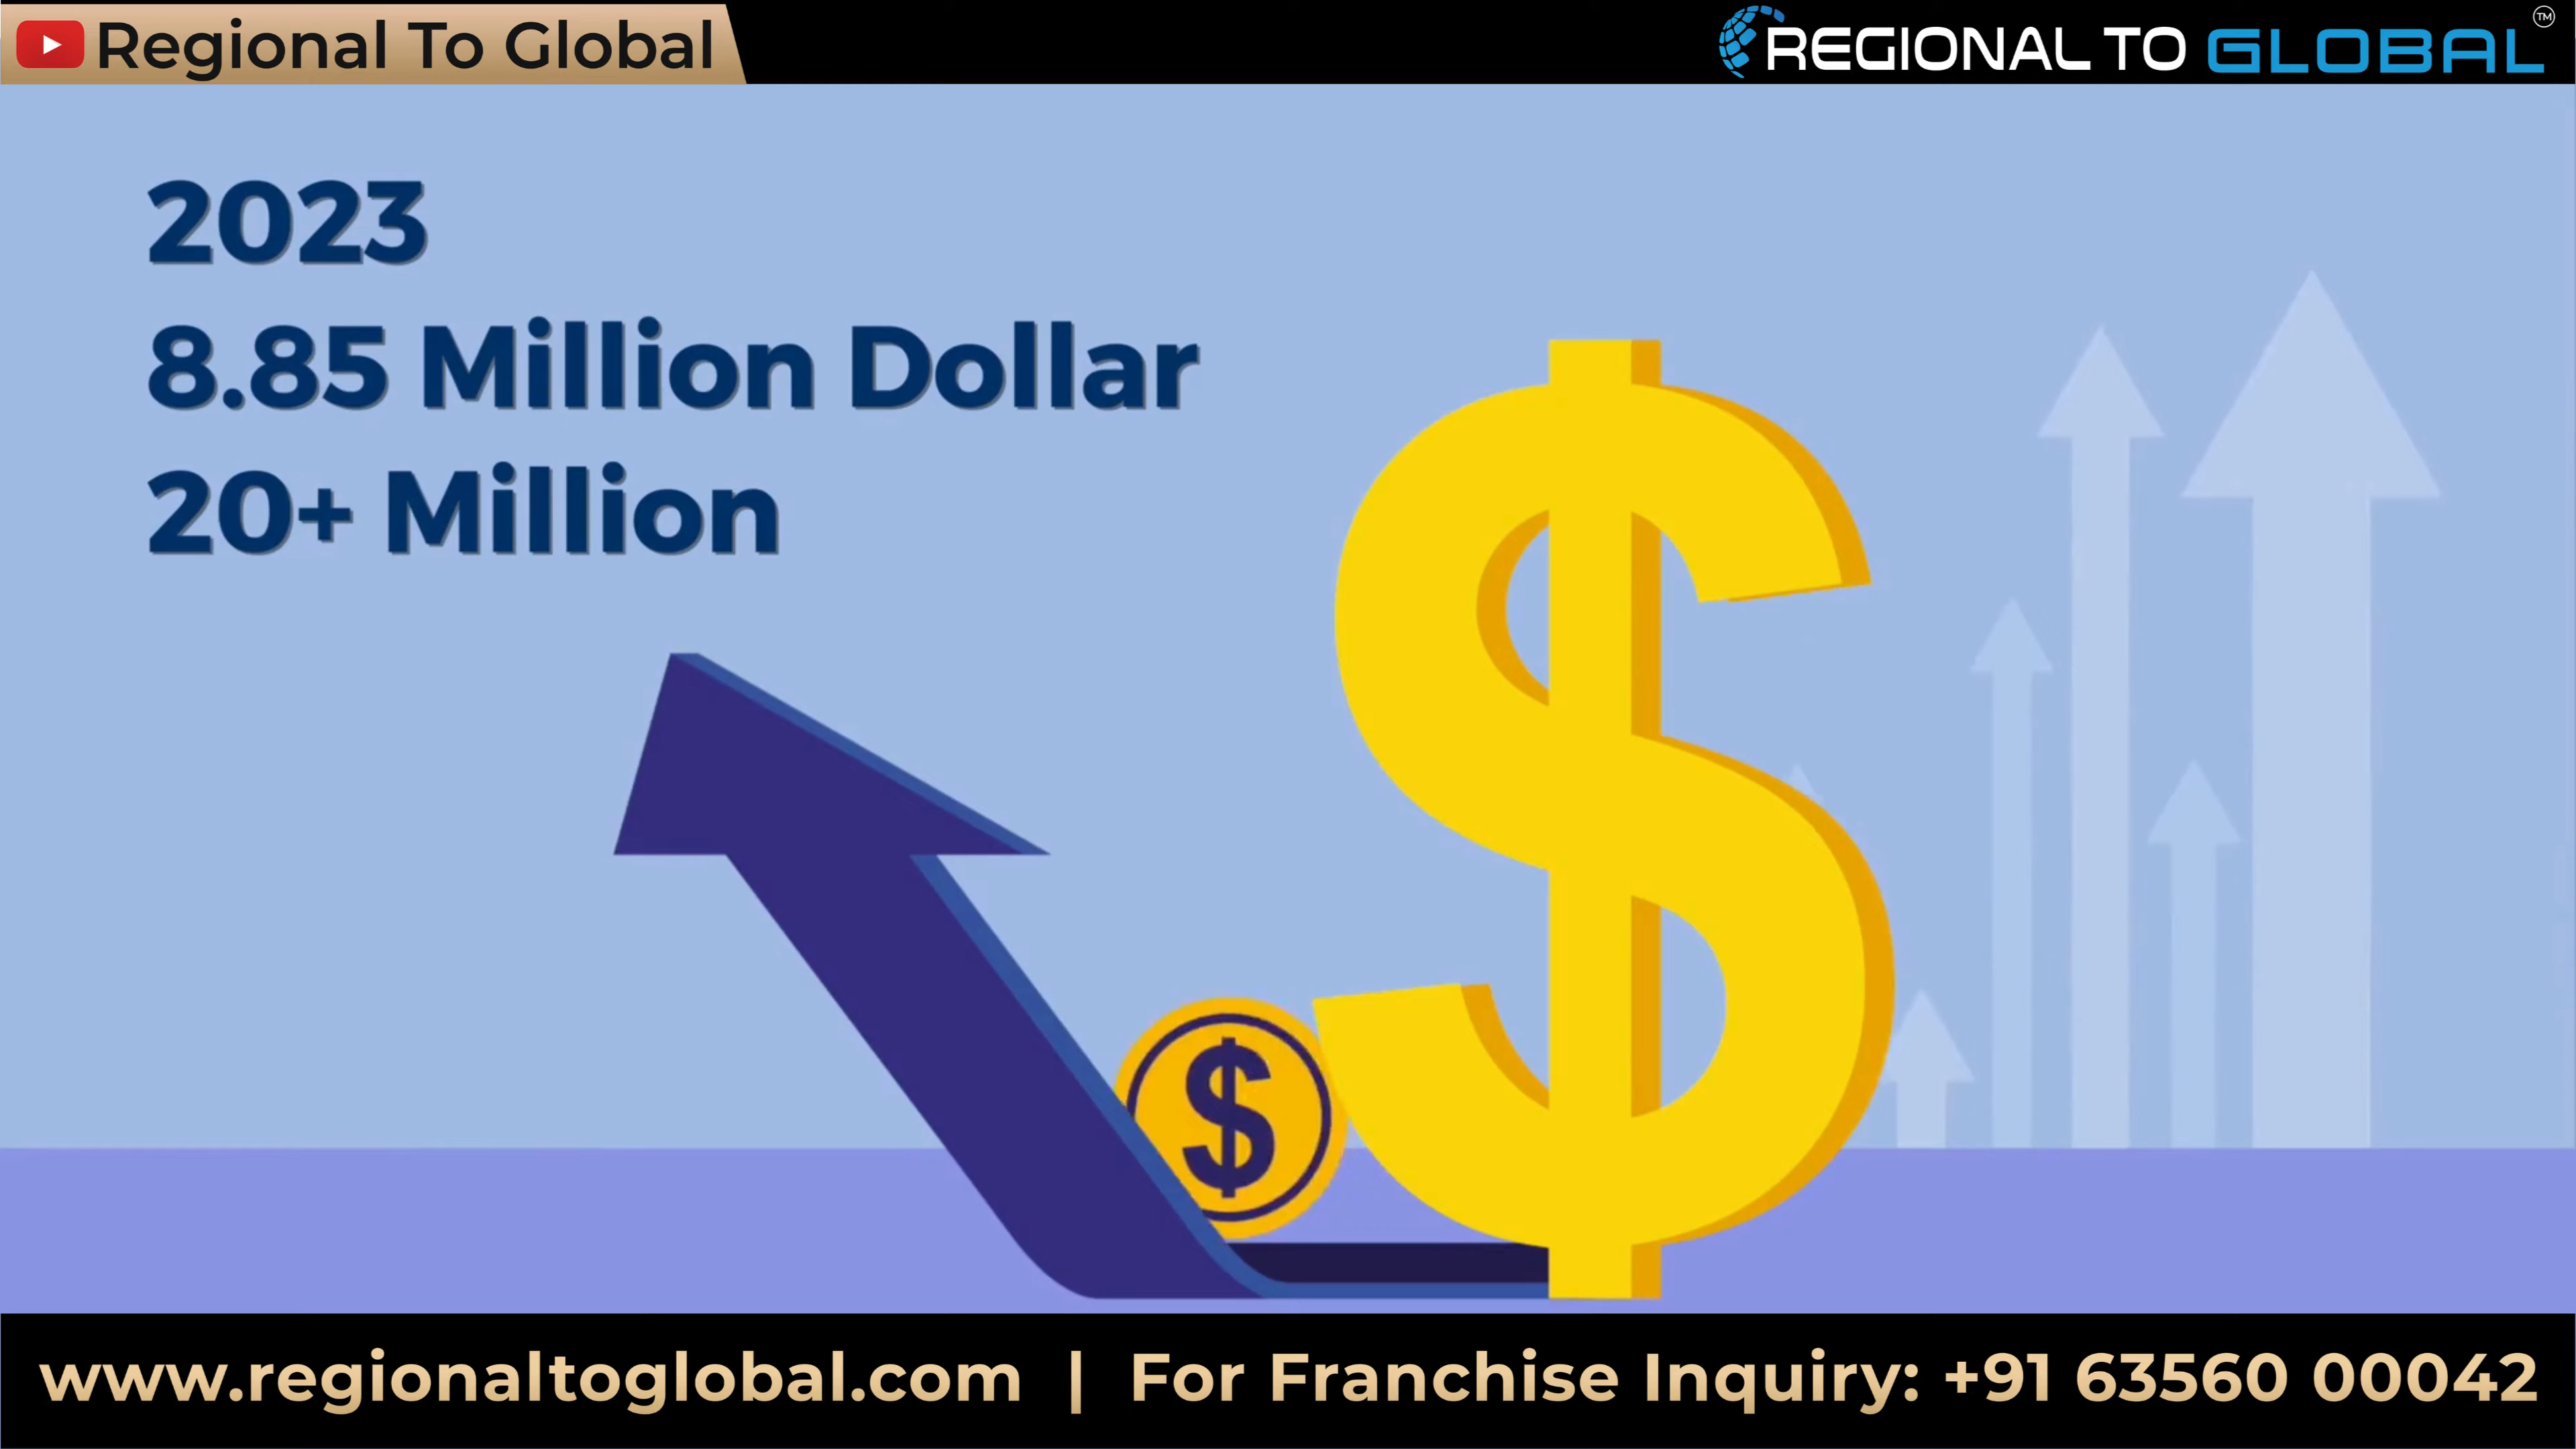 Regional To Global
REGIONAL TO GLOBAL™
2023
8.85 Million Dollar
20+ Million
$
$
www.regionaltoglobal.com | For Franchise Inquiry: +91 63560 00042